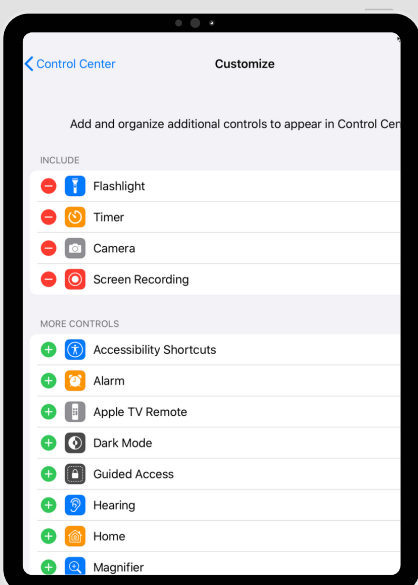 Control Center
Customize
Add and organize additional controls to appear in Control Cen
INCLUDE
Flashlight
Timer
Camera
Screen Recording
MORE CONTROLS
Accessibility Shortcuts
Alarm
Apple TV Remote
Dark Mode
Guided Access
Hearing
Home
Magnifier